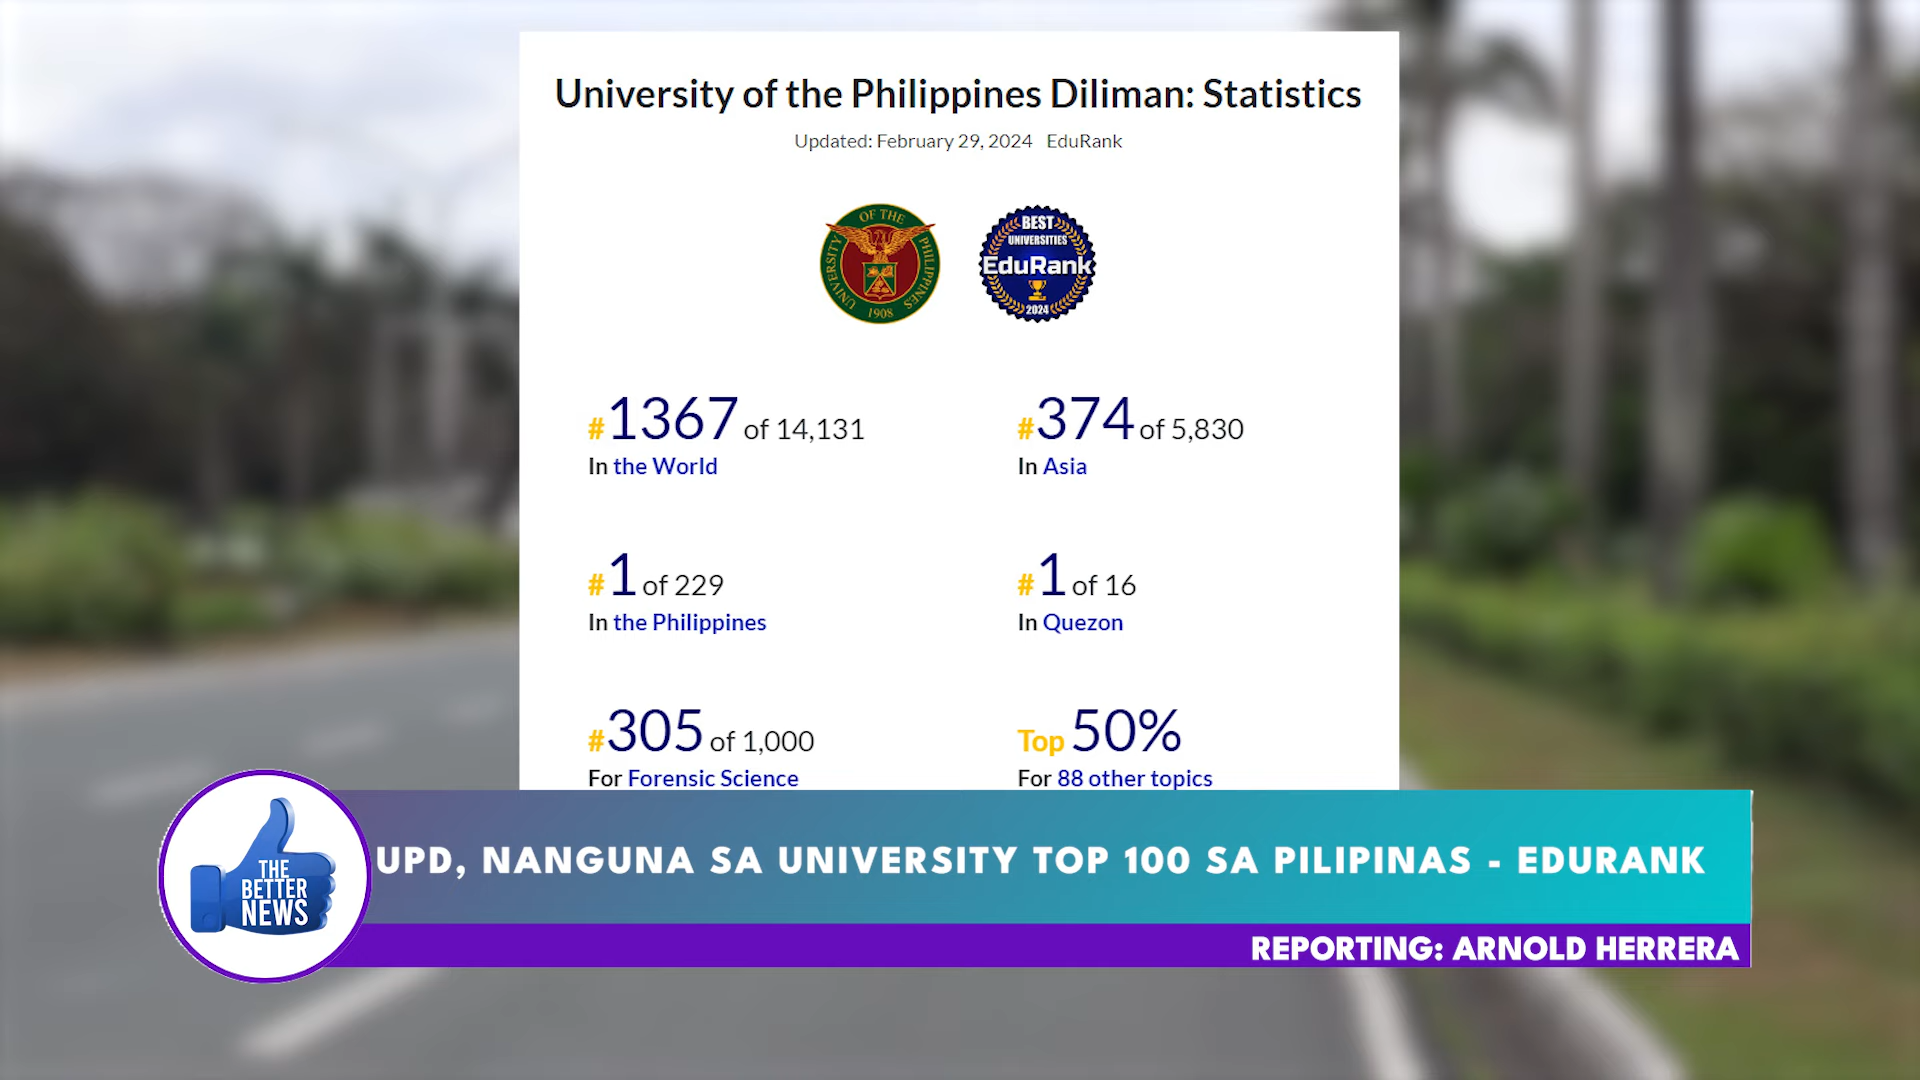 University of the Philippines Diliman: Statistics
Updated: February 29, 2024 EduRank
UNIVERSITY OF THE PHILIPPINES
1908
BEST
UNIVERSITIES
EduRank
2024
#1367 of 14,131
In the World
#374 of 5,830
In Asia
#1 of 229
In the Philippines
#1 of 16
In Quezon
#305 of 1,000
For Forensic Science
Top 50%
For 88 other topics
THE
BETTER
NEWS
UPD, NANGUNA SA UNIVERSITY TOP 100 SA PILIPINAS - EDURANK
REPORTING: ARNOLD HERRERA